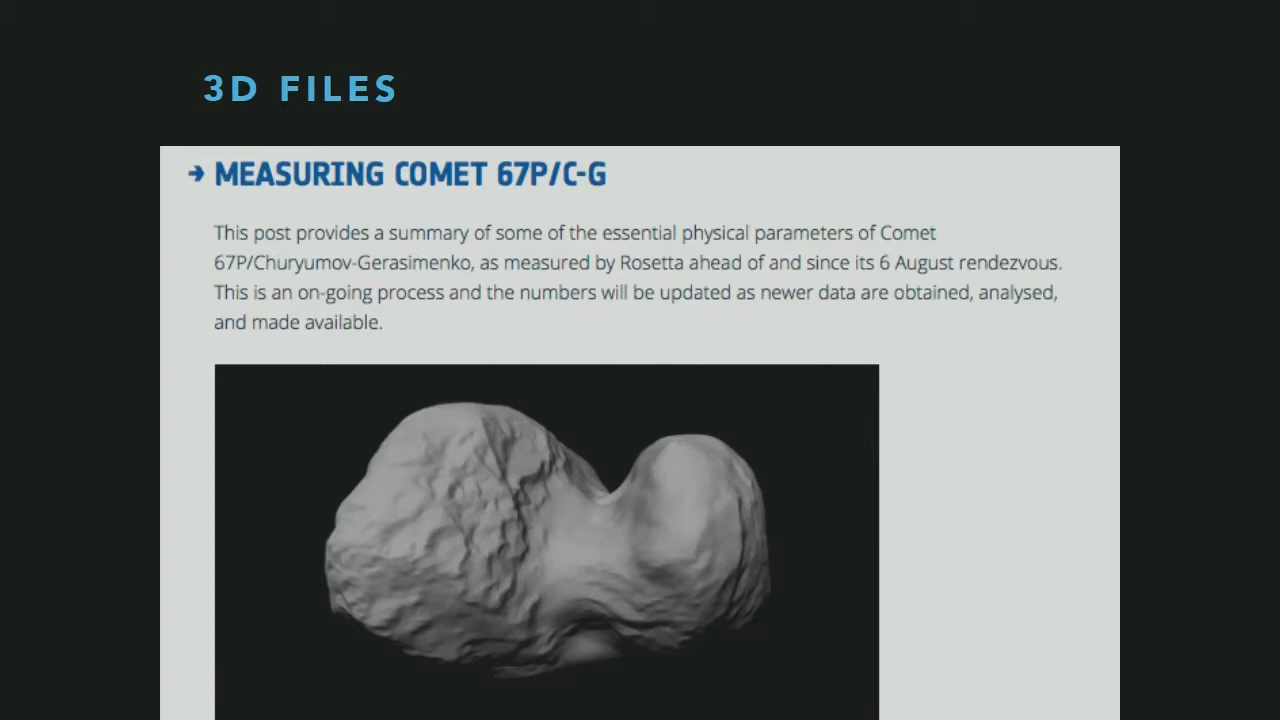 3D FILES
→ MEASURING COMET 67P/C-G
This post provides a summary of some of the essential physical parameters of Comet
67P/Churyumov-Gerasimenko, as measured by Rosetta ahead of and since its 6 August rendezvous.
This is an on-going process and the numbers will be updated as newer data are obtained, analysed,
and made available.